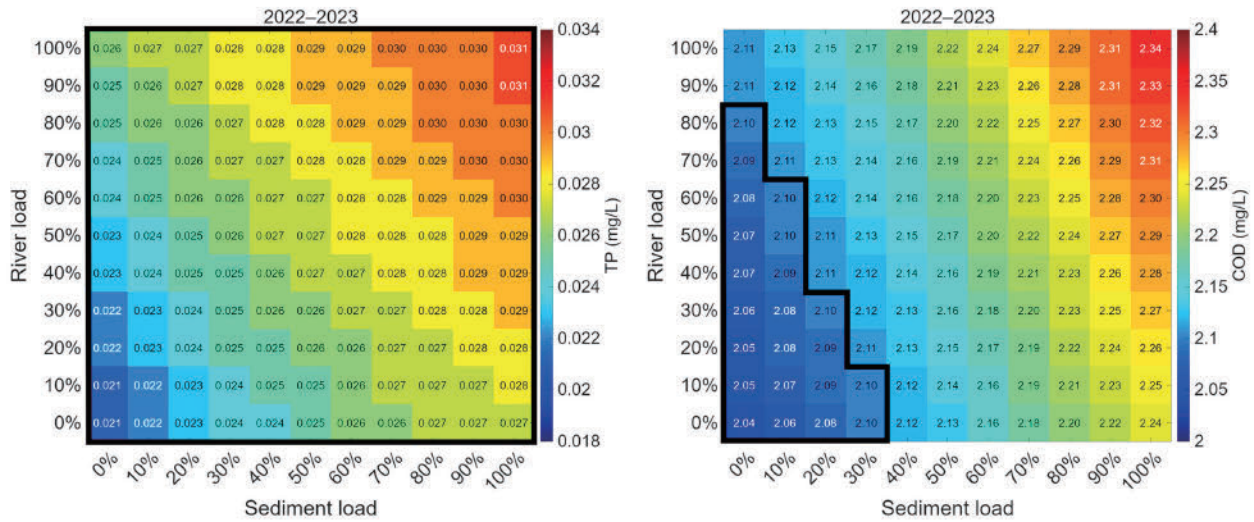 2022–2023
100% 0.026 0.027 0.027 0.028 0.028 0.029 0.029 0.030 0.030 0.030 0.031
90% 0.025 0.026 0.027 0.028 0.028 0.028 0.029 0.029 0.030 0.030 0.031
80% 0.025 0.026 0.026 0.027 0.028 0.028 0.029 0.029 0.030 0.030 0.030
70% 0.024 0.025 0.026 0.027 0.027 0.028 0.028 0.029 0.029 0.030 0.030
60% 0.024 0.025 0.026 0.026 0.027 0.027 0.028 0.028 0.029 0.029 0.030
50% 0.023 0.024 0.025 0.026 0.027 0.027 0.028 0.028 0.028 0.029 0.029
40% 0.023 0.024 0.025 0.025 0.026 0.027 0.027 0.028 0.028 0.029 0.029
30% 0.022 0.023 0.024 0.025 0.026 0.026 0.027 0.027 0.028 0.028 0.029
20% 0.022 0.023 0.024 0.025 0.025 0.026 0.026 0.027 0.027 0.028 0.028
10% 0.021 0.022 0.023 0.024 0.025 0.025 0.026 0.027 0.027 0.027 0.028
0% 0.021 0.022 0.023 0.024 0.024 0.025 0.026 0.026 0.027 0.027 0.027
0% 10% 20% 30% 40% 50% 60% 70% 80% 90% 100%
Sediment load
River load
0.034
0.032
0.03
0.028
0.026
0.024
0.022
0.02
0.018
TP (mg/L)
2022–2023
100% 2.11 2.13 2.15 2.17 2.19 2.22 2.24 2.27 2.29 2.31 2.34
90% 2.11 2.12 2.14 2.16 2.18 2.21 2.23 2.26 2.28 2.31 2.33
80% 2.10 2.12 2.13 2.15 2.17 2.20 2.22 2.25 2.27 2.30 2.32
70% 2.09 2.11 2.13 2.14 2.16 2.19 2.21 2.24 2.26 2.29 2.31
60% 2.08 2.10 2.12 2.14 2.16 2.18 2.20 2.23 2.25 2.28 2.30
50% 2.07 2.10 2.11 2.13 2.15 2.17 2.20 2.22 2.24 2.27 2.29
40% 2.07 2.09 2.11 2.12 2.14 2.16 2.19 2.21 2.23 2.26 2.28
30% 2.06 2.08 2.10 2.12 2.14 2.16 2.18 2.20 2.23 2.25 2.27
20% 2.05 2.08 2.09 2.11 2.13 2.15 2.17 2.19 2.22 2.24 2.26
10% 2.05 2.07 2.09 2.10 2.12 2.14 2.16 2.19 2.21 2.23 2.25
0% 2.04 2.06 2.08 2.10 2.12 2.13 2.16 2.18 2.20 2.22 2.24
0% 10% 20% 30% 40% 50% 60% 70% 80% 90% 100%
Sediment load
River load
2.4
2.35
2.3
2.25
2.2
2.15
2.1
2.05
2
COD (mg/L)